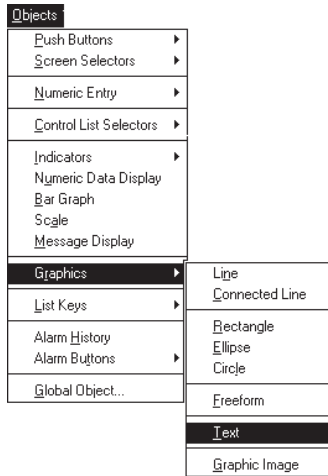 Objects
Push Buttons
Screen Selectors
Numeric Entry
Control List Selectors
Indicators
Numeric Data Display
Bar Graph
Scale
Message Display
Graphics
List Keys
Alarm History
Alarm Buttons
Global Object...
Line
Connected Line
Rectangle
Ellipse
Circle
Freeform
Text
Graphic Image